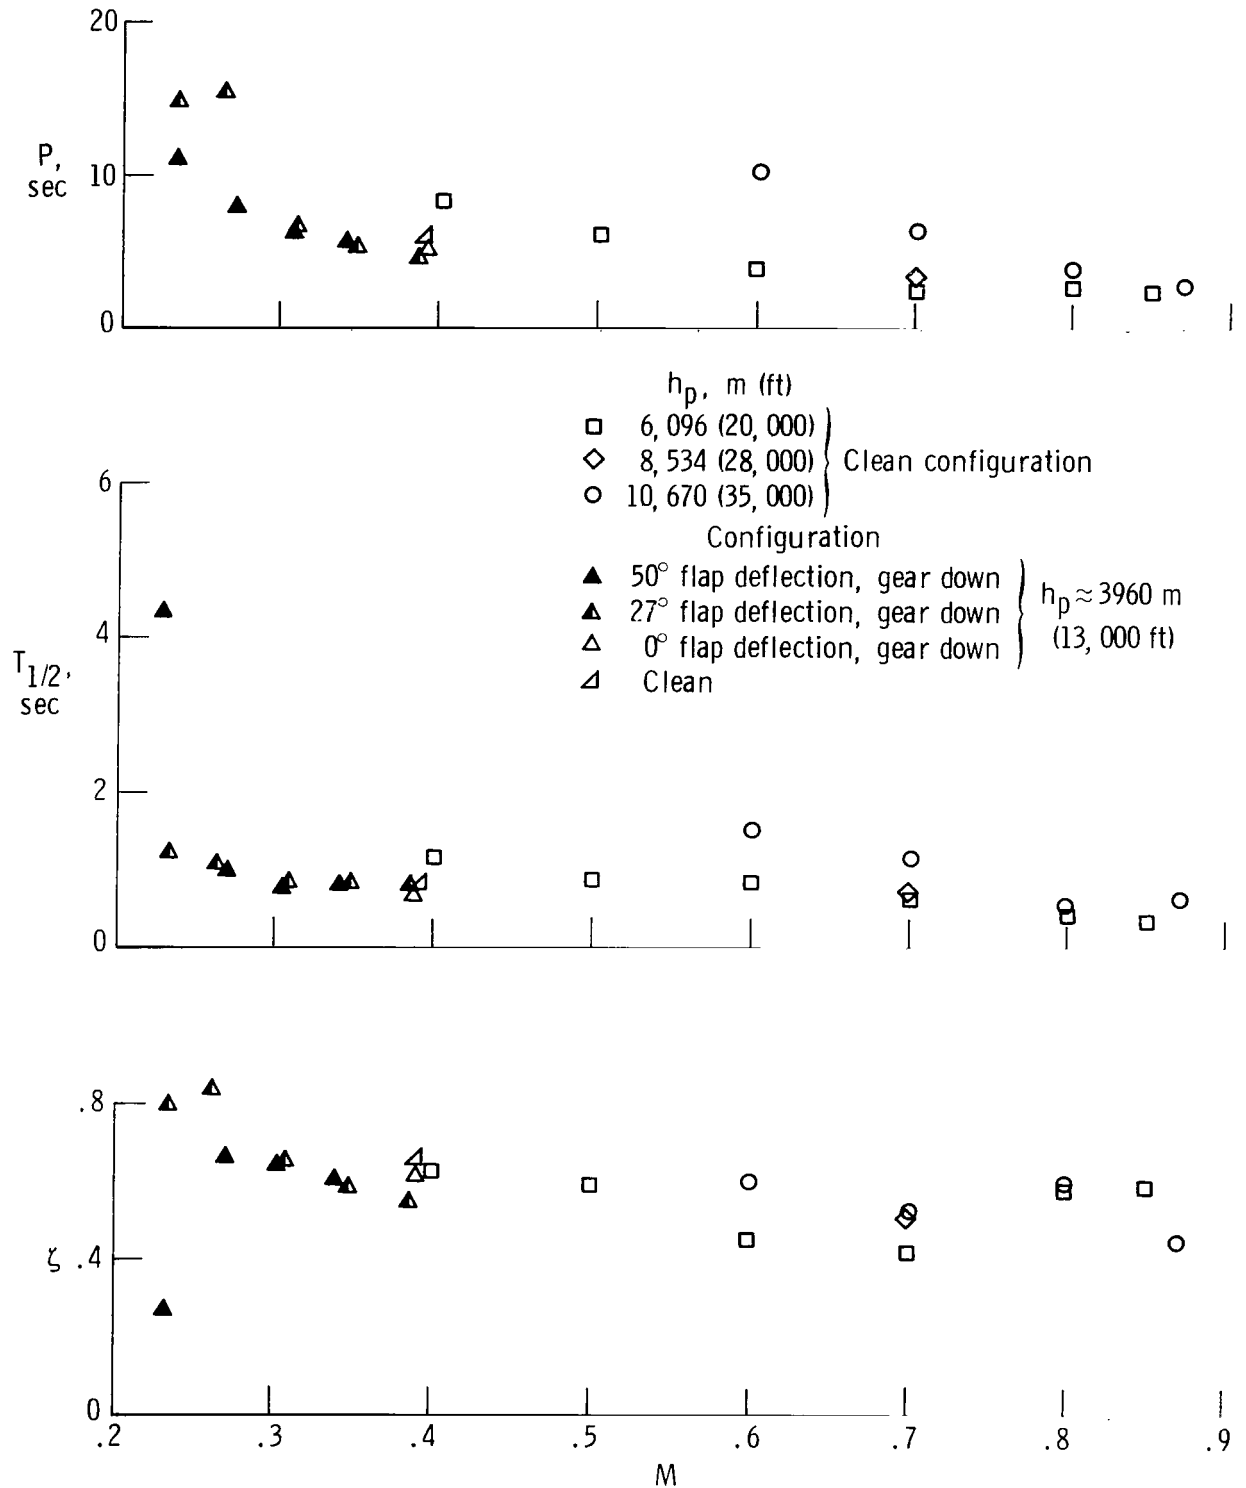 20
P,
sec
10
0
hp, m (ft)
6,096 (20,000)
8,534 (28,000)
Clean configuration
10,670 (35,000)
Configuration
50° flap deflection, gear down
27° flap deflection, gear down
0° flap deflection, gear down
hp≈3960 m
(13,000 ft)
Clean
6
4
T1/2,
sec
2
0
.8
ζ .4
0
.2 .3 .4 .5 .6 .7 .8 .9
M